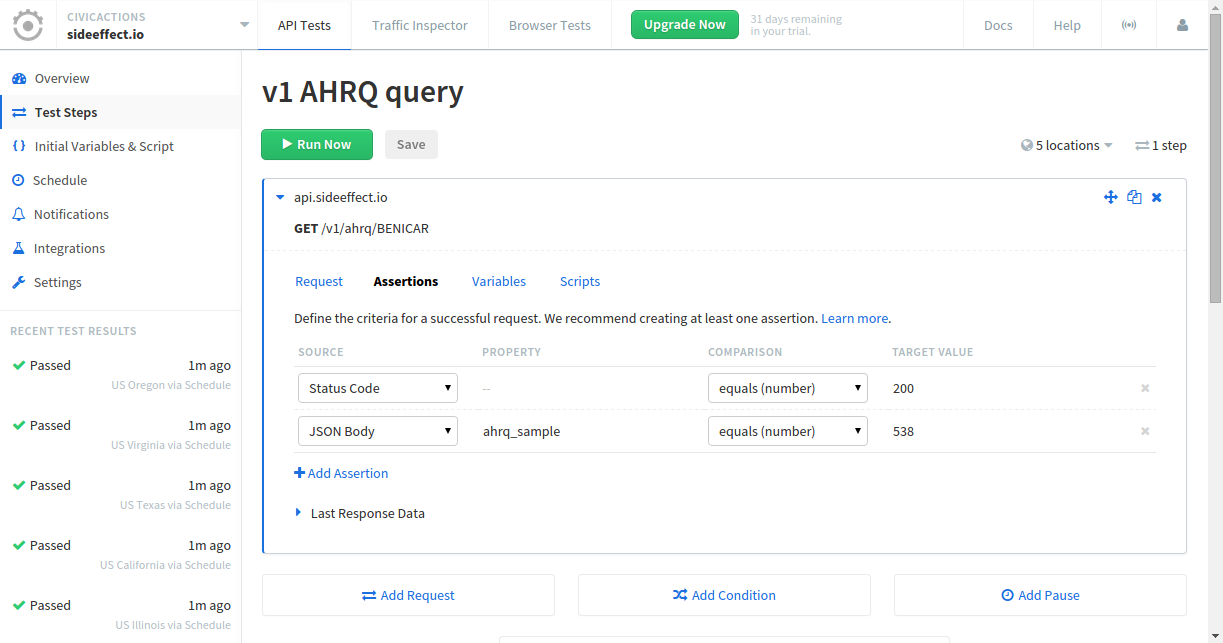 CIVICACTIONS
sideeffect.io
API Tests
Traffic Inspector
Browser Tests
Upgrade Now
31 days remaining
in your trial.
Docs
Help
Overview
Test Steps
Initial Variables & Script
Schedule
Notifications
Integrations
Settings
RECENT TEST RESULTS
Passed 1m ago
US Oregon via Schedule
Passed 1m ago
US Virginia via Schedule
Passed 1m ago
US Texas via Schedule
Passed 1m ago
US California via Schedule
Passed 1m ago
US Illinois via Schedule
v1 AHRQ query
Run Now
Save
5 locations
1 step
api.sideeffect.io
GET /v1/ahrq/BENICAR
Request Assertions Variables Scripts
Define the criteria for a successful request. We recommend creating at least one assertion. Learn more.
SOURCE PROPERTY COMPARISON TARGET VALUE
Status Code -- equals (number) 200
JSON Body ahrq_sample equals (number) 538
Add Assertion
Last Response Data
Add Request
Add Condition
Add Pause